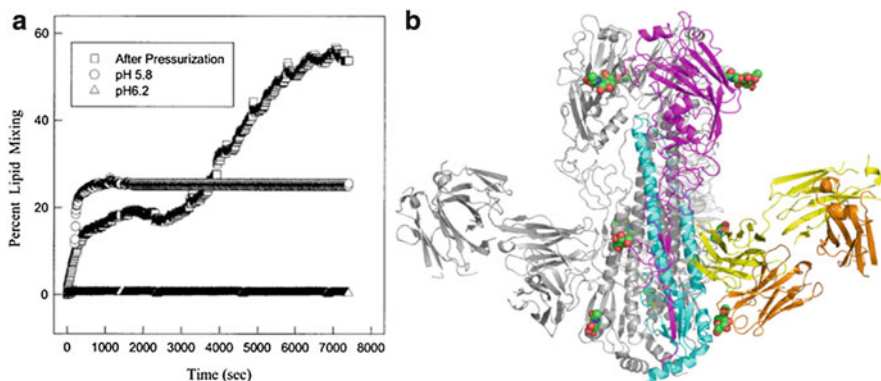 a
b
60
40
20
0
Percent Lipid Mixing
After Pressurization
pH 5.8
pH6.2
0 1000 2000 3000 4000 5000 6000 7000 8000
Time (sec)